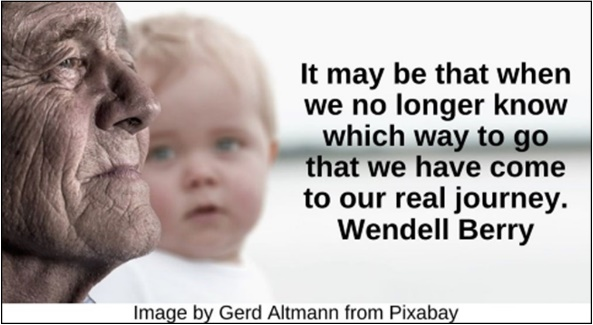 It may be that when
we no longer know
which way to go
that we have come
to our real journey.
Wendell Berry
Image by Gerd Altmann from Pixabay